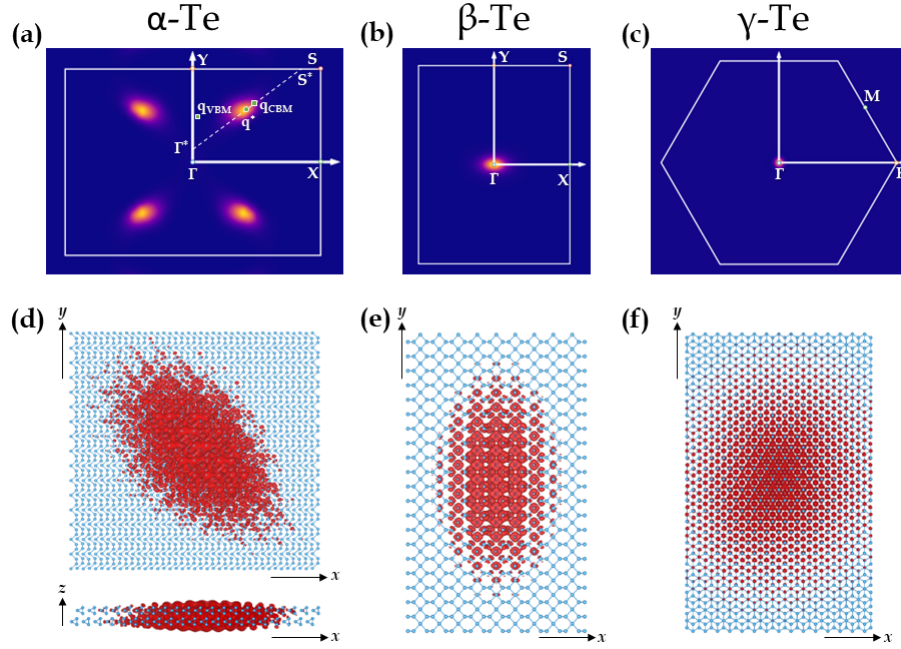 α-Te
β-Te
γ-Te
(a)
(b)
(c)
Y
S
S*
qVBM
qCBM
q*
Γ*
Γ
X
Y
S
Γ
X
M
Γ
(d)
(e)
(f)
y
x
z
x
y
x
y
x